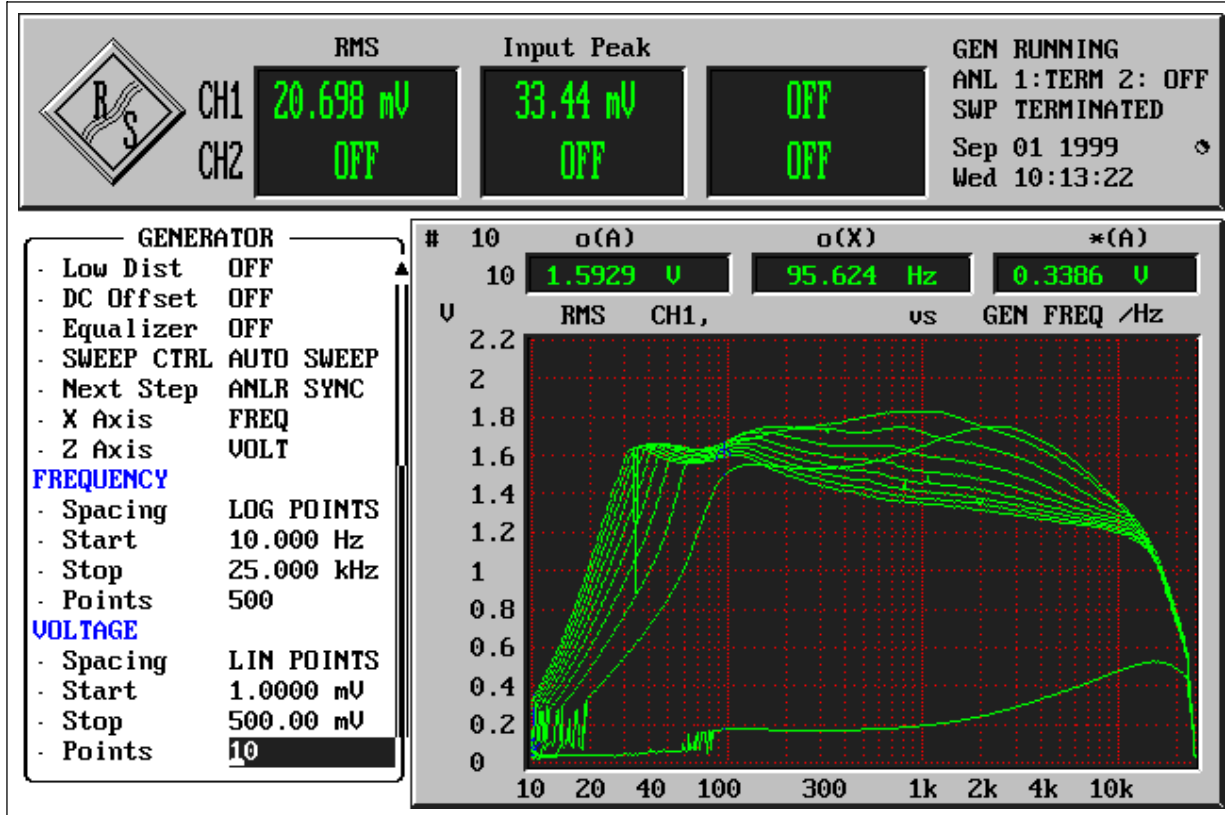 RMS Input Peak
R S
CH1 20.698 mV 33.44 mV OFF
CH2 OFF OFF OFF
GEN RUNNING
ANL 1:TERM 2: OFF
SWP TERMINATED
Sep 01 1999
Wed 10:13:22
GENERATOR
· Low Dist OFF
· DC Offset OFF
· Equalizer OFF
· SWEEP CTRL AUTO SWEEP
· Next Step ANLR SYNC
· X Axis FREQ
· Z Axis VOLT
FREQUENCY
· Spacing LOG POINTS
· Start 10.000 Hz
· Stop 25.000 kHz
· Points 500
VOLTAGE
· Spacing LIN POINTS
· Start 1.0000 mV
· Stop 500.00 mV
· Points 10
# 10 o(A) o(X) *(A)
10 1.5929 V 95.624 Hz 0.3386 V
V RMS CH1, vs GEN FREQ /Hz
2.2
2
1.8
1.6
1.4
1.2
1
0.8
0.6
0.4
0.2
0
10 20 40 100 300 1k 2k 4k 10k